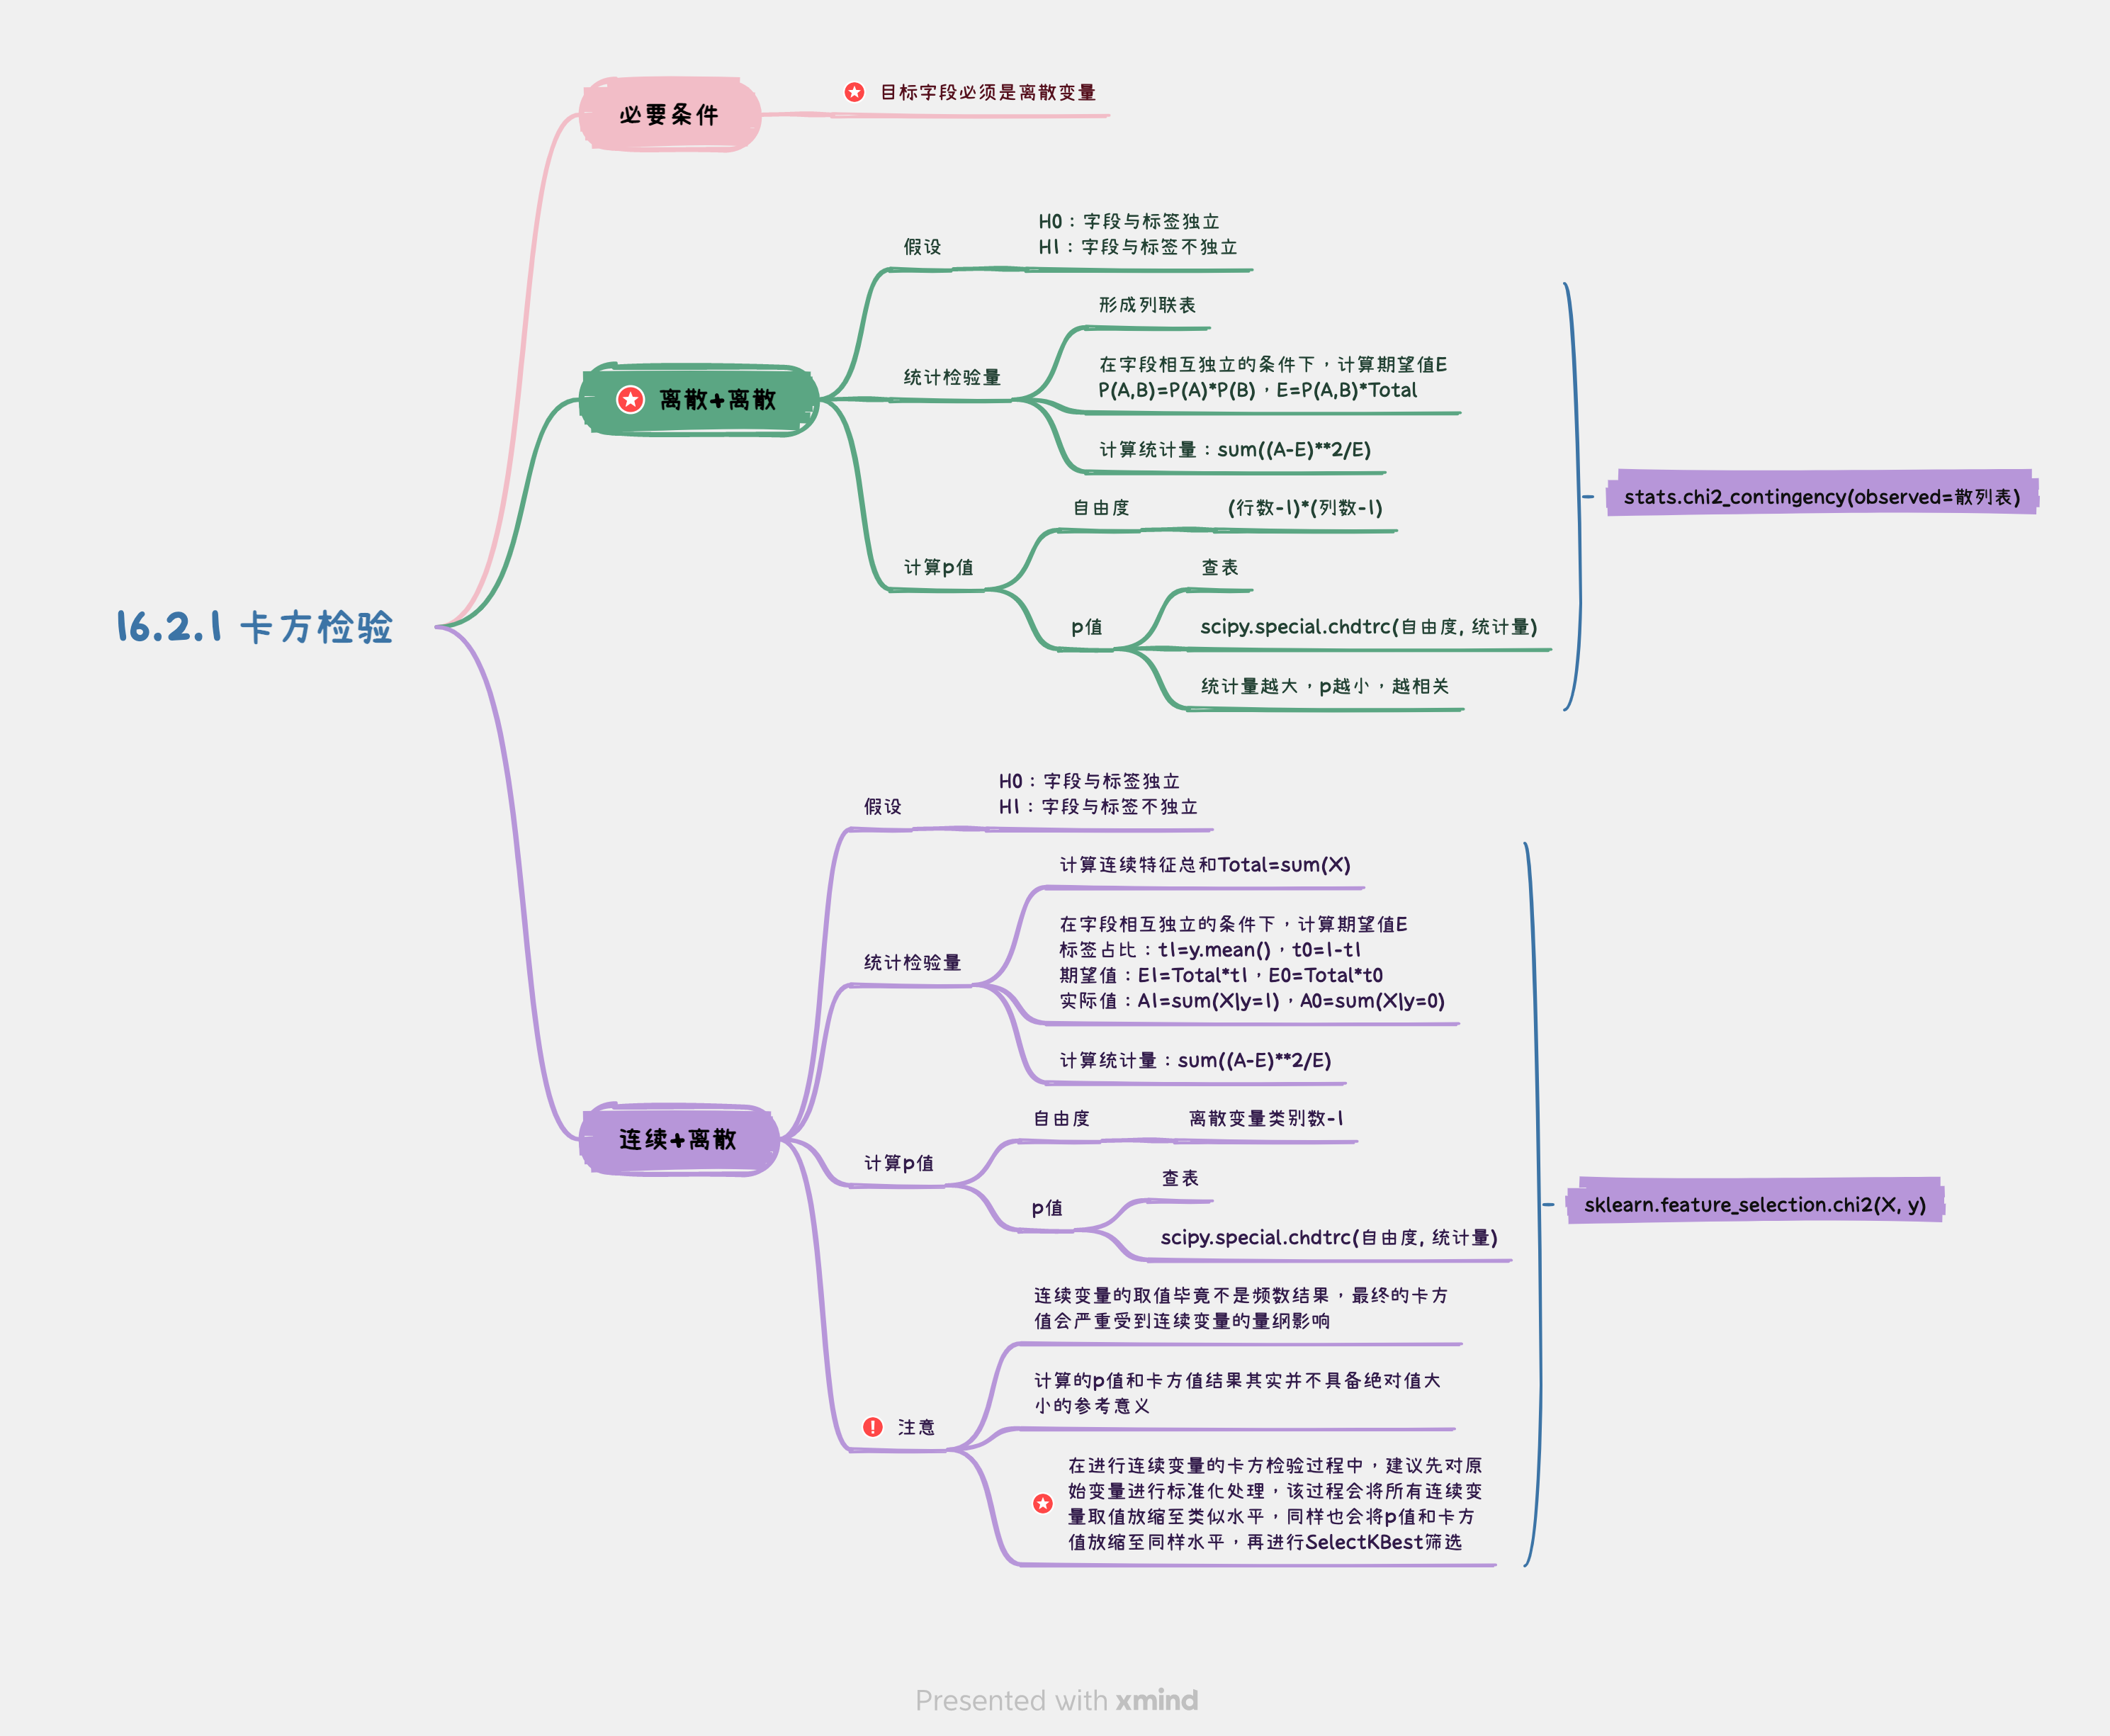 16.2.1 卡方检验
必要条件
目标字段必须是离散变量
离散+离散
假设
H0：字段与标签独立
H1：字段与标签不独立
统计检验量
形成列联表
在字段相互独立的条件下，计算期望值E
P(A,B)=P(A)*P(B)，E=P(A,B)*Total
计算统计量：sum((A-E)**2/E)
计算p值
自由度
(行数-1)*(列数-1)
p值
查表
scipy.special.chdtrc(自由度, 统计量)
统计量越大，p越小，越相关
stats.chi2_contingency(observed=散列表)
连续+离散
假设
H0：字段与标签独立
H1：字段与标签不独立
统计检验量
计算连续特征总和Total=sum(X)
在字段相互独立的条件下，计算期望值E
标签占比：t1=y.mean()，t0=1-t1
期望值：E1=Total*t1，E0=Total*t0
实际值：A1=sum(X|y=1)，A0=sum(X|y=0)
计算统计量：sum((A-E)**2/E)
计算p值
自由度
离散变量类别数-1
p值
查表
scipy.special.chdtrc(自由度, 统计量)
注意
连续变量的取值毕竟不是频数结果，最终的卡方
值会严重受到连续变量的量纲影响
计算的p值和卡方值结果其实并不具备绝对值大
小的参考意义
在进行连续变量的卡方检验过程中，建议先对原
始变量进行标准化处理，该过程会将所有连续变
量取值放缩至类似水平，同样也会将p值和卡方
值放缩至同样水平，再进行SelectKBest筛选
sklearn.feature_selection.chi2(X, y)
Presented with xmind